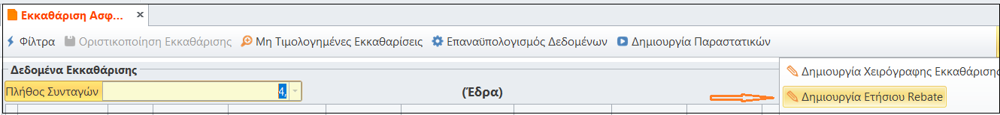 Εκκαθάριση Ασφ...
Φίλτρα Οριστικοποίηση Εκκαθάρισης Μη Τιμολογημένες Εκκαθαρίσεις Επαναϋπολογισμός Δεδομένων Δημιουργία Παραστατικών
Δεδομένα Εκκαθάρισης
Πλήθος Συνταγών 4, (Έδρα)
Δημιουργία Χειρόγραφης Εκκαθάρισης
Δημιουργία Ετήσιου Rebate